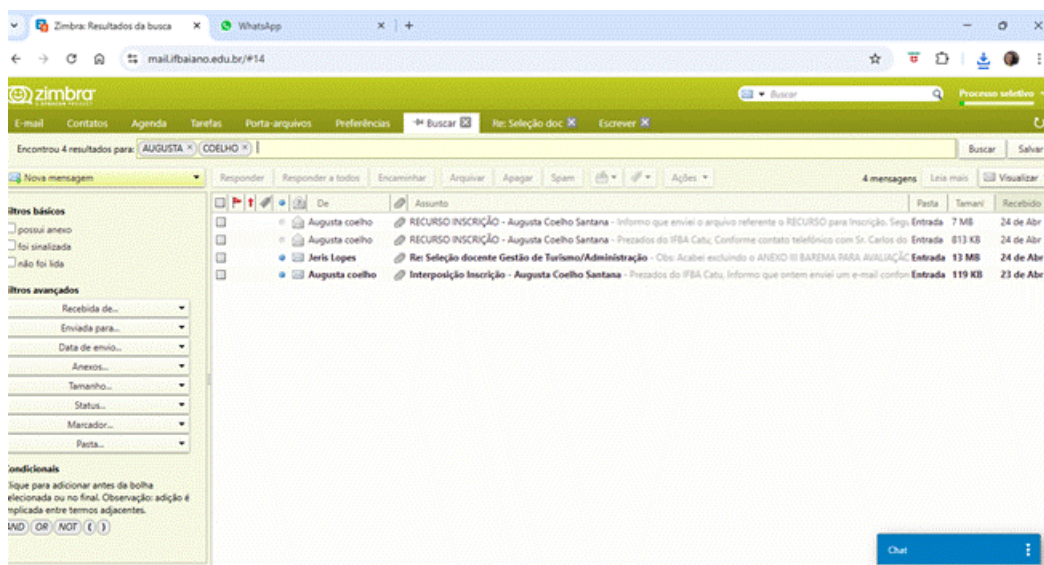 Zimbra: Resultados da busca
WhatsApp
mail.ifbaiano.edu.br/#14
zimbra
Buscar
Processo seletivo
E-mail Contatos Agenda Tarefas Porta-arquivos Preferências Buscar Re: Seleção doc Escrever
Encontrou 4 resultados para: AUGUSTA × COELHO × Buscar Salvar
Nova mensagem Responder Responder a todos Encaminhar Arquivar Apagar Spam Ações 4 mensagens Leia mais Visualizar
De Assunto Pasta Tamanl Recebido
Augusta coelho RECURSO INSCRIÇÃO - Augusta Coelho Santana - Informo que enviei o arquivo referente o RECURSO para Inscrição. Segu Entrada 7 MB 24 de Abr
Augusta coelho RECURSO INSCRIÇÃO - Augusta Coelho Santana - Prezados do IFBA Catu; Conforme contato telefônico com Sr. Carlos do Entrada 813 KB 24 de Abr
Jeris Lopes Re: Seleção docente Gestão de Turismo/Administração - Obs: Acabei excluindo o ANEXO III BAREMA PARA AVALIAÇÃO Entrada 13 MB 24 de Abr
Augusta coelho Interposição Inscrição - Augusta Coelho Santana - Prezados do IFBA Catu, Informo que ontem enviei um e-mail confor Entrada 119 KB 23 de Abr
iltros básicos
possui anexo
foi sinalizada
não foi lida
iltros avançados
Recebida de...
Enviada para...
Data de envio...
Anexos...
Tamanho...
Status...
Marcador...
Pasta...
ondicionais
lique para adicionar antes da bolha
elecionada ou no final. Observação: adição é
mplicada entre termos adjacentes.
AND OR NOT ( )
Chat